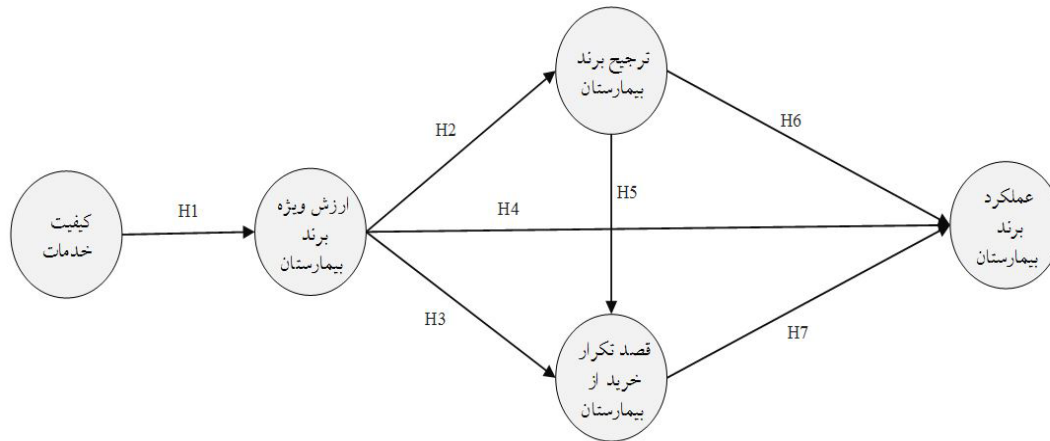 ترجیح برند
بیمارستان
H6
H2
H5
کیفیت
خدمات
H1
ارزش ویژه
برند
بیمارستان
H4
عملکرد
برند
بیمارستان
H3
قصد تکرار
خرید از
بیمارستان
H7